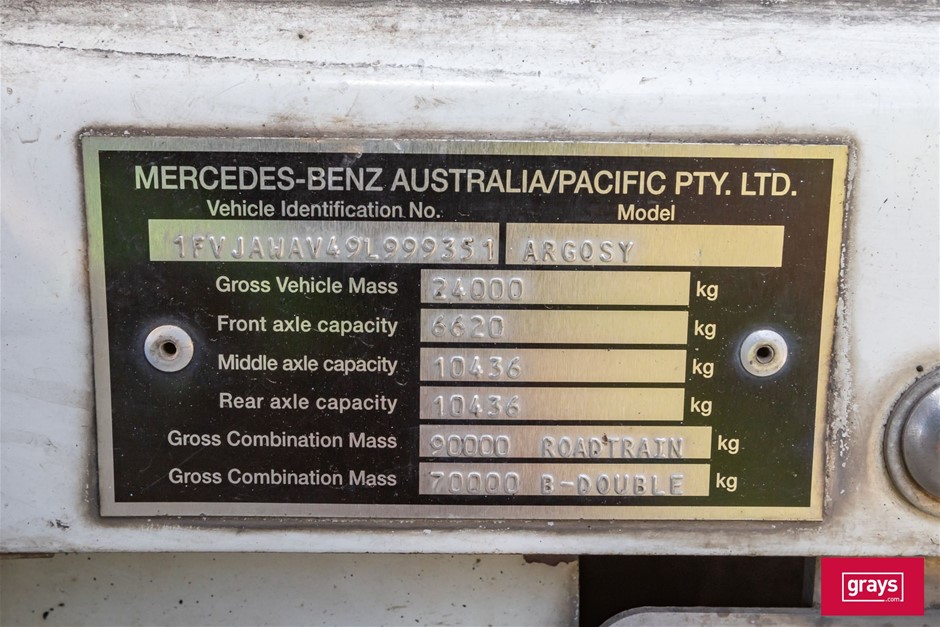 MERCEDES-BENZ AUSTRALIA/PACIFIC PTY. LTD.
Vehicle Identification No. Model
1FVJAWAV49L999351 ARGOSY
Gross Vehicle Mass 24000 kg
Front axle capacity 6620 kg
Middle axle capacity 10436 kg
Rear axle capacity 10436 kg
Gross Combination Mass 90000 ROADTRAIN kg
Gross Combination Mass 70000 B-DOUBLE kg
grays
.com